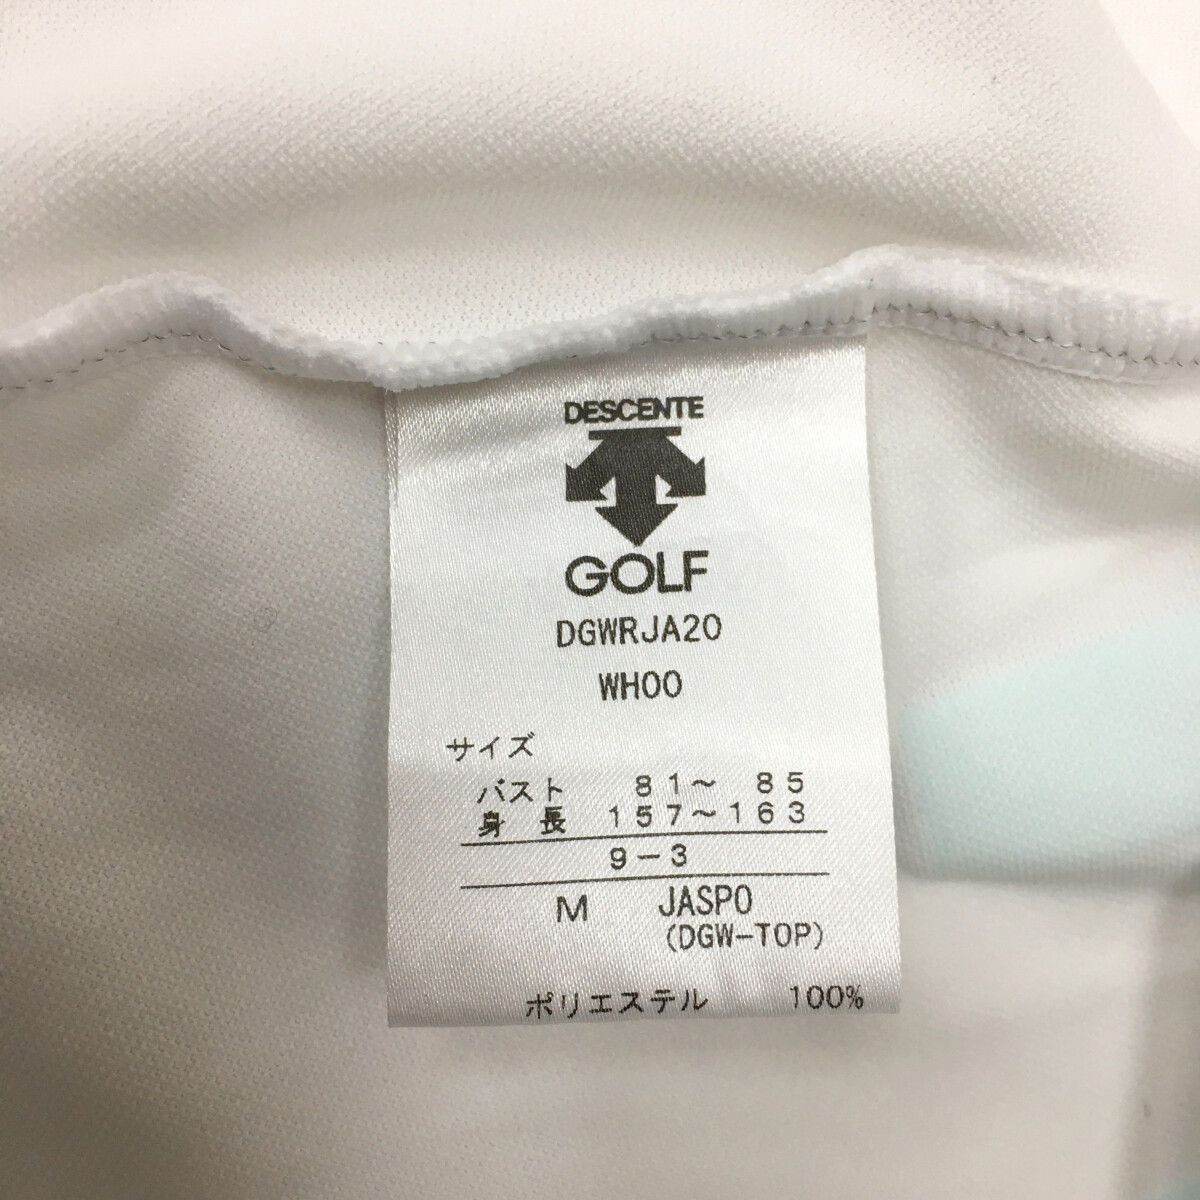 DESCENTE
GOLF
DGWRJA20
WH00
サイズ
バスト 81～ 85
身 長 157～163
9－3
M JASPO
(DGW-TOP)
ポリエステル 100%